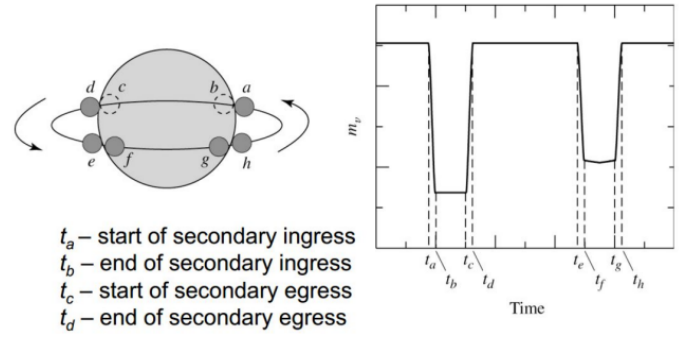 d
c
b
a
e
f
g
h
t_a – start of secondary ingress
t_b – end of secondary ingress
t_c – start of secondary egress
t_d – end of secondary egress
m_v
t_a
t_b
t_c
t_d
t_e
t_f
t_g
t_h
Time